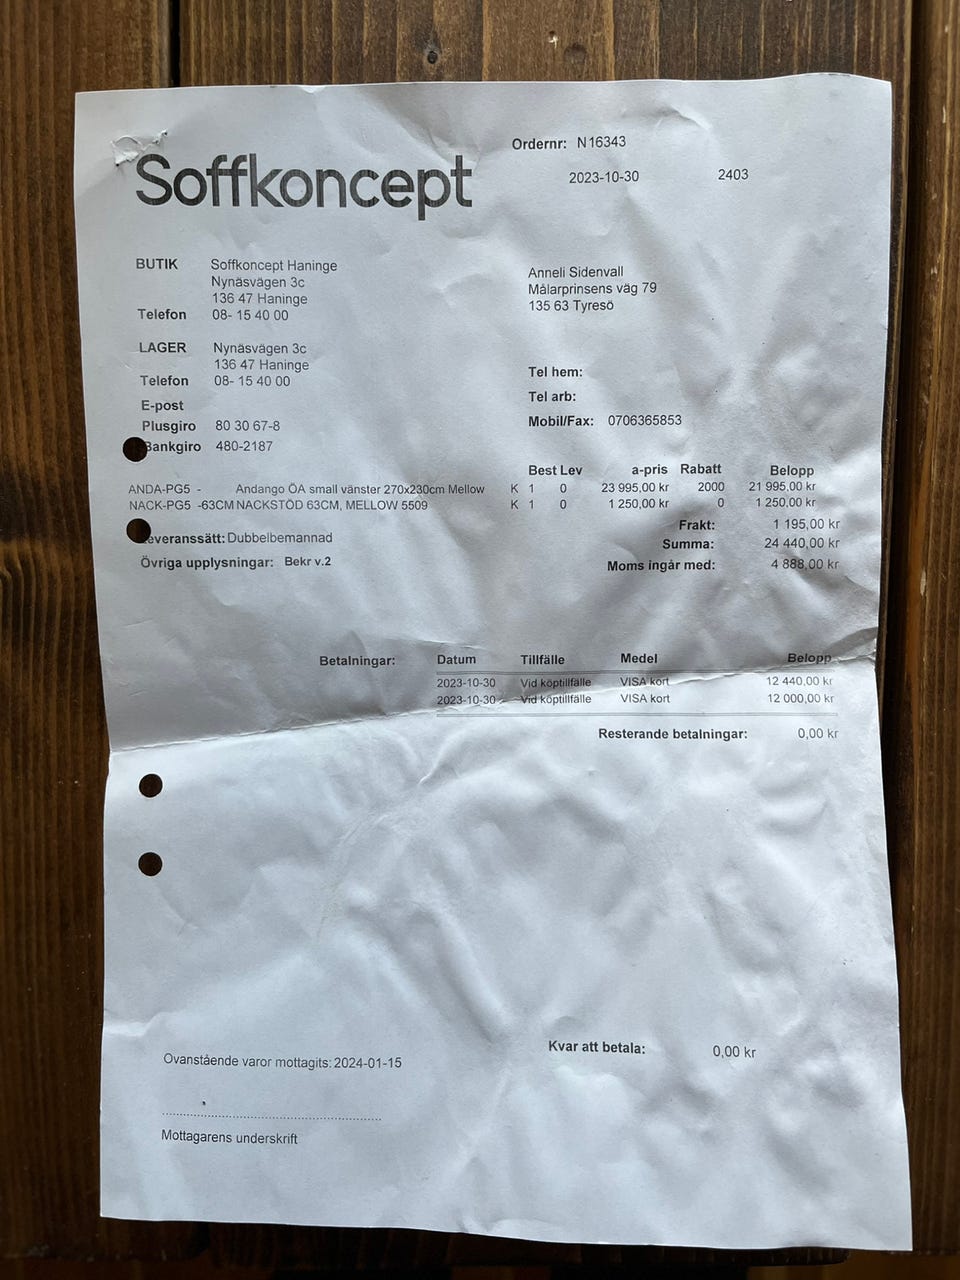 Soffkoncept
Ordernr: N16343
2023-10-30 2403
BUTIK Soffkoncept Haninge
Nynäsvägen 3c
136 47 Haninge
Telefon 08- 15 40 00
Anneli Sidenvall
Målarprinsens väg 79
135 63 Tyresö
LAGER Nynäsvägen 3c
136 47 Haninge
Telefon 08- 15 40 00
E-post
Plusgiro 80 30 67-8
Bankgiro 480-2187
Tel hem:
Tel arb:
Mobil/Fax: 0706365853
Best Lev a-pris Rabatt Belopp
ANDA-PG5 - Andango ÖA small vänster 270x230cm Mellow K 1 0 23 995,00 kr 2000 21 995,00 kr
NACK-PG5 -63CM NACKSTÖD 63CM, MELLOW 5509 K 1 0 1 250,00 kr 0 1 250,00 kr
Frakt: 1 195,00 kr
Summa: 24 440,00 kr
Moms ingår med: 4 888,00 kr
Leveranssätt: Dubbelbemannad
Övriga upplysningar: Bekr v.2
Betalningar: Datum Tillfälle Medel Belopp
2023-10-30 Vid köptillfälle VISA kort 12 440,00 kr
2023-10-30 Vid köptillfälle VISA kort 12 000,00 kr
Resterande betalningar: 0,00 kr
Kvar att betala: 0,00 kr
Ovanstående varor mottagits: 2024-01-15
Mottagarens underskrift